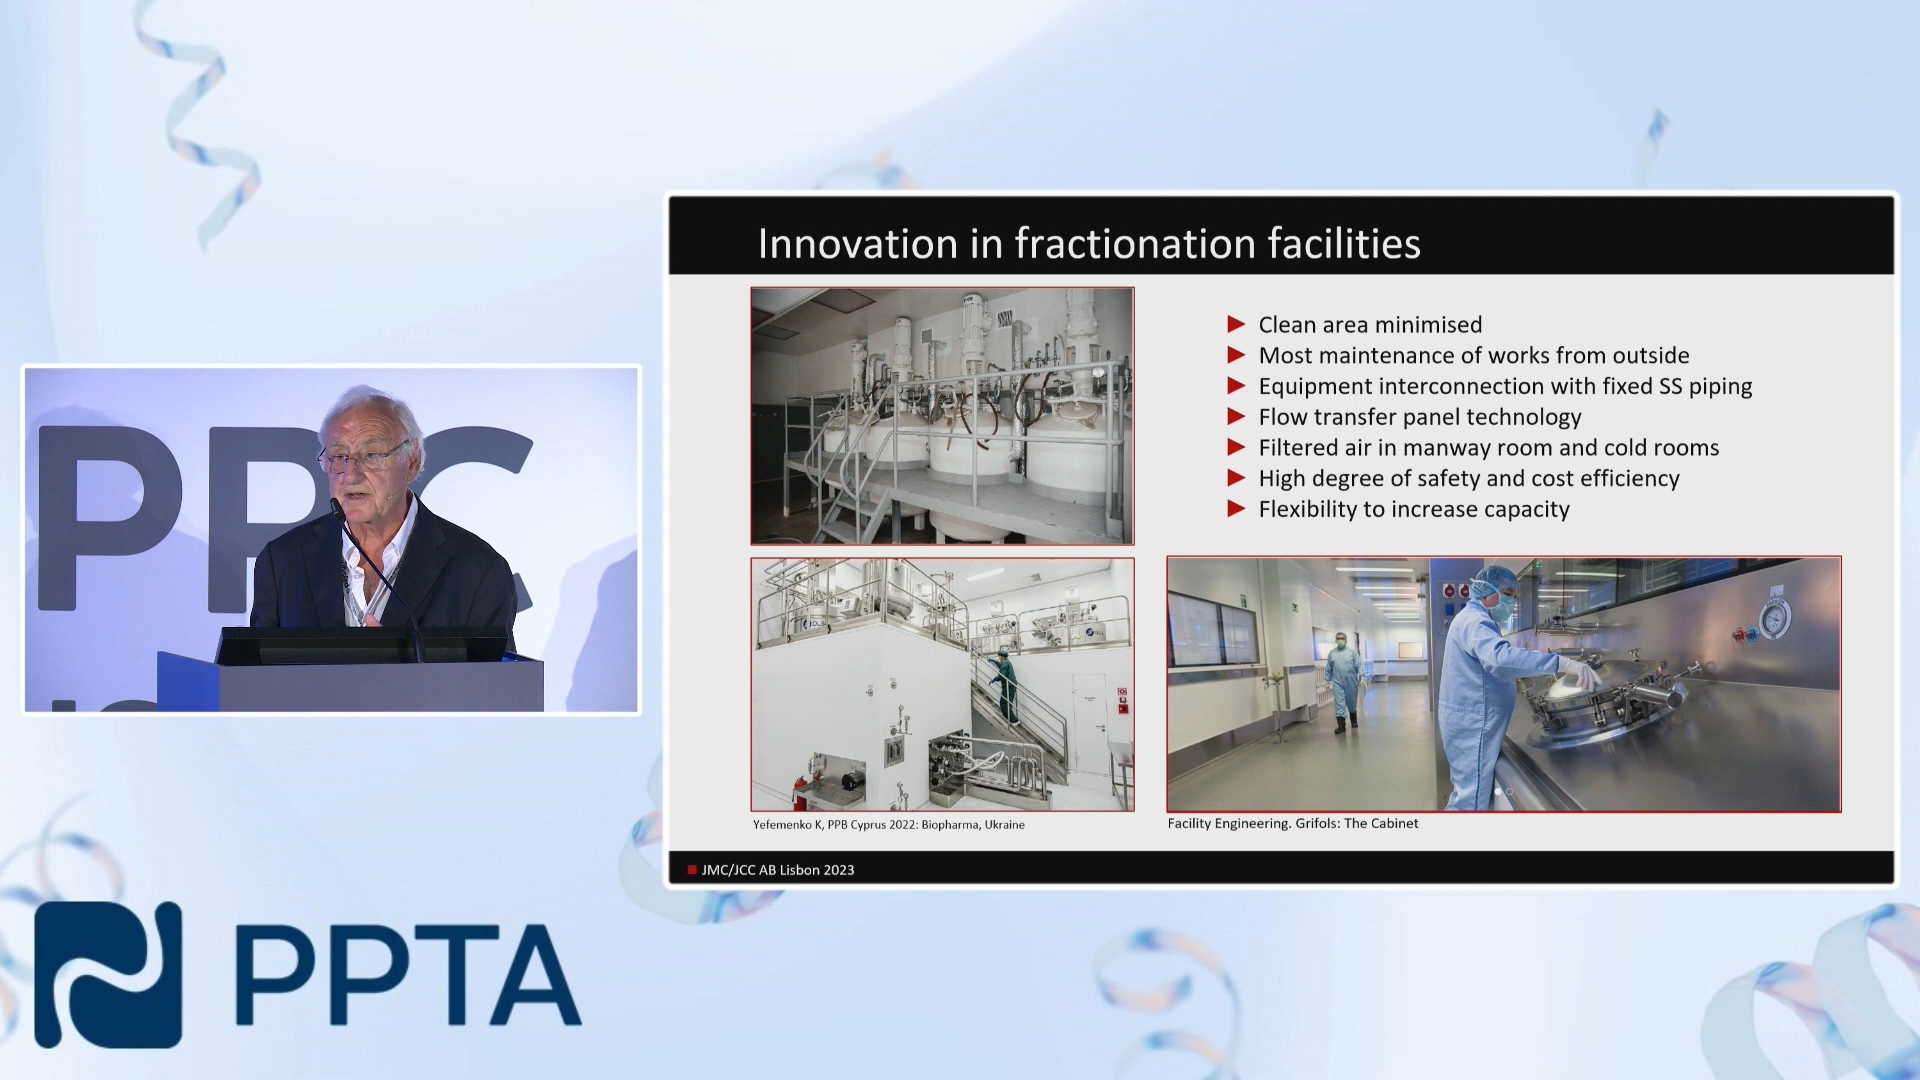 Innovation in fractionation facilities
Clean area minimised
Most maintenance of works from outside
Equipment interconnection with fixed SS piping
Flow transfer panel technology
Filtered air in manway room and cold rooms
High degree of safety and cost efficiency
Flexibility to increase capacity
Yefemenko K, PPB Cyprus 2022: Biopharma, Ukraine
Facility Engineering. Grifols: The Cabinet
JMC/JCC AB Lisbon 2023
PPTA